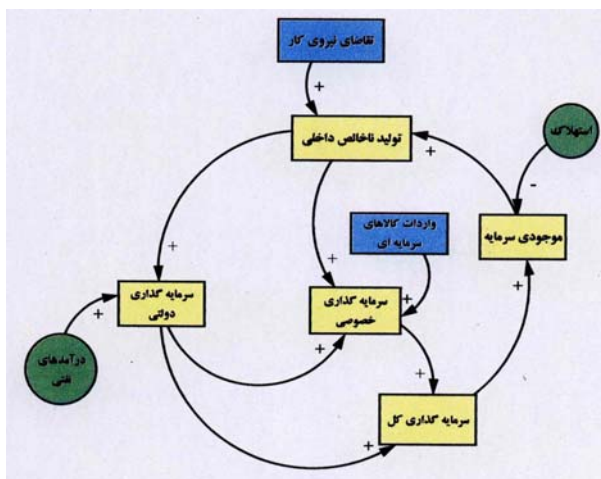 تقاضای نیروی کار
تولید ناخالص داخلی
استهلاک
واردات کالاهای
سرمایه ای
موجودی سرمایه
سرمایه گذاری
دولتی
سرمایه گذاری
خصوصی
درآمدهای
نفتی
سرمایه گذاری کل
+
+
-
+
+
+
+
+
+
+
+
+